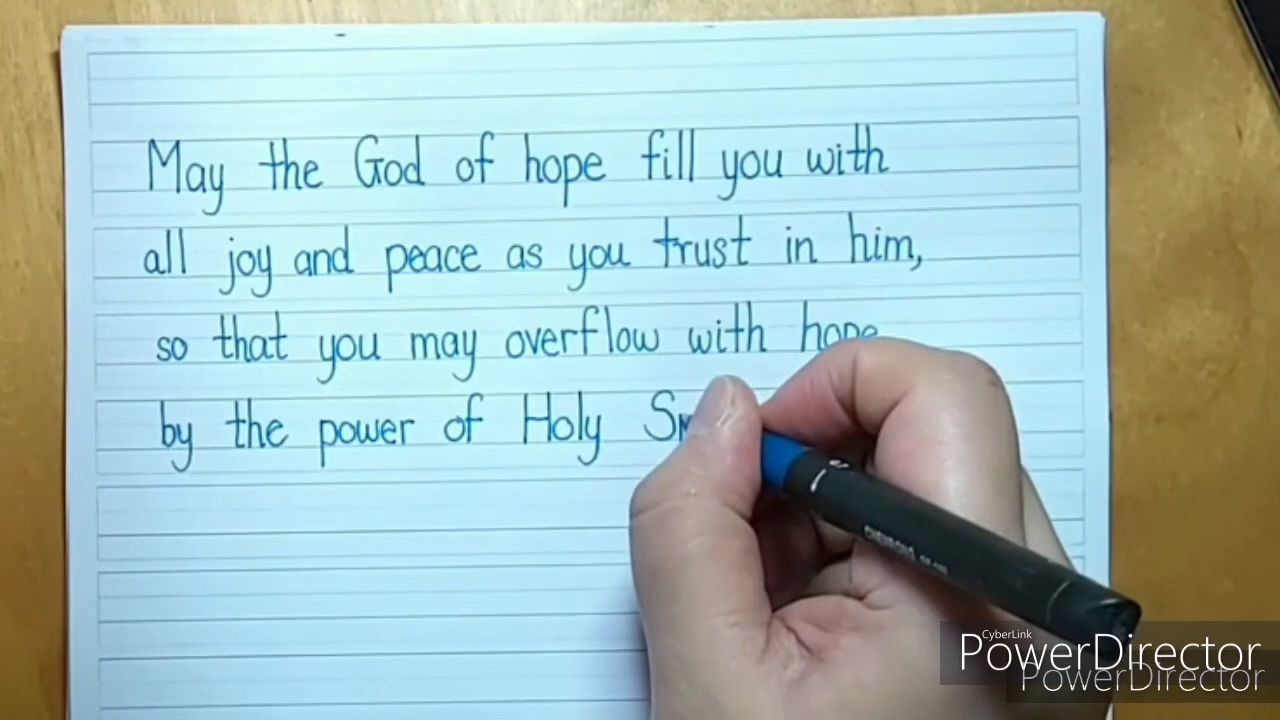 May the God of hope fill you with
all joy and peace as you trust in him,
so that you may overflow with hope
by the power of Holy
CyberLink
PowerDirector
PowerDirector